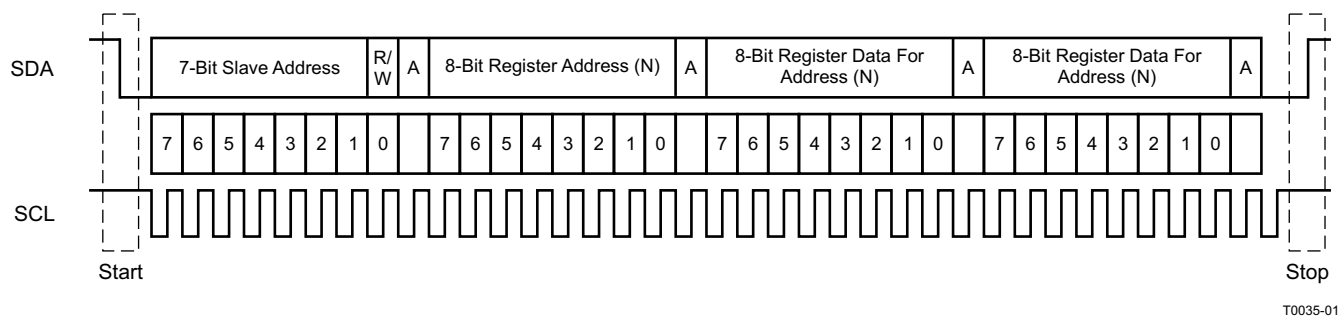 SDA
7-Bit Slave Address
R/
W
A
8-Bit Register Address (N)
A
8-Bit Register Data For
Address (N)
A
8-Bit Register Data For
Address (N)
A
7 6 5 4 3 2 1 0 7 6 5 4 3 2 1 0 7 6 5 4 3 2 1 0 7 6 5 4 3 2 1 0
SCL
Start
Stop
T0035-01